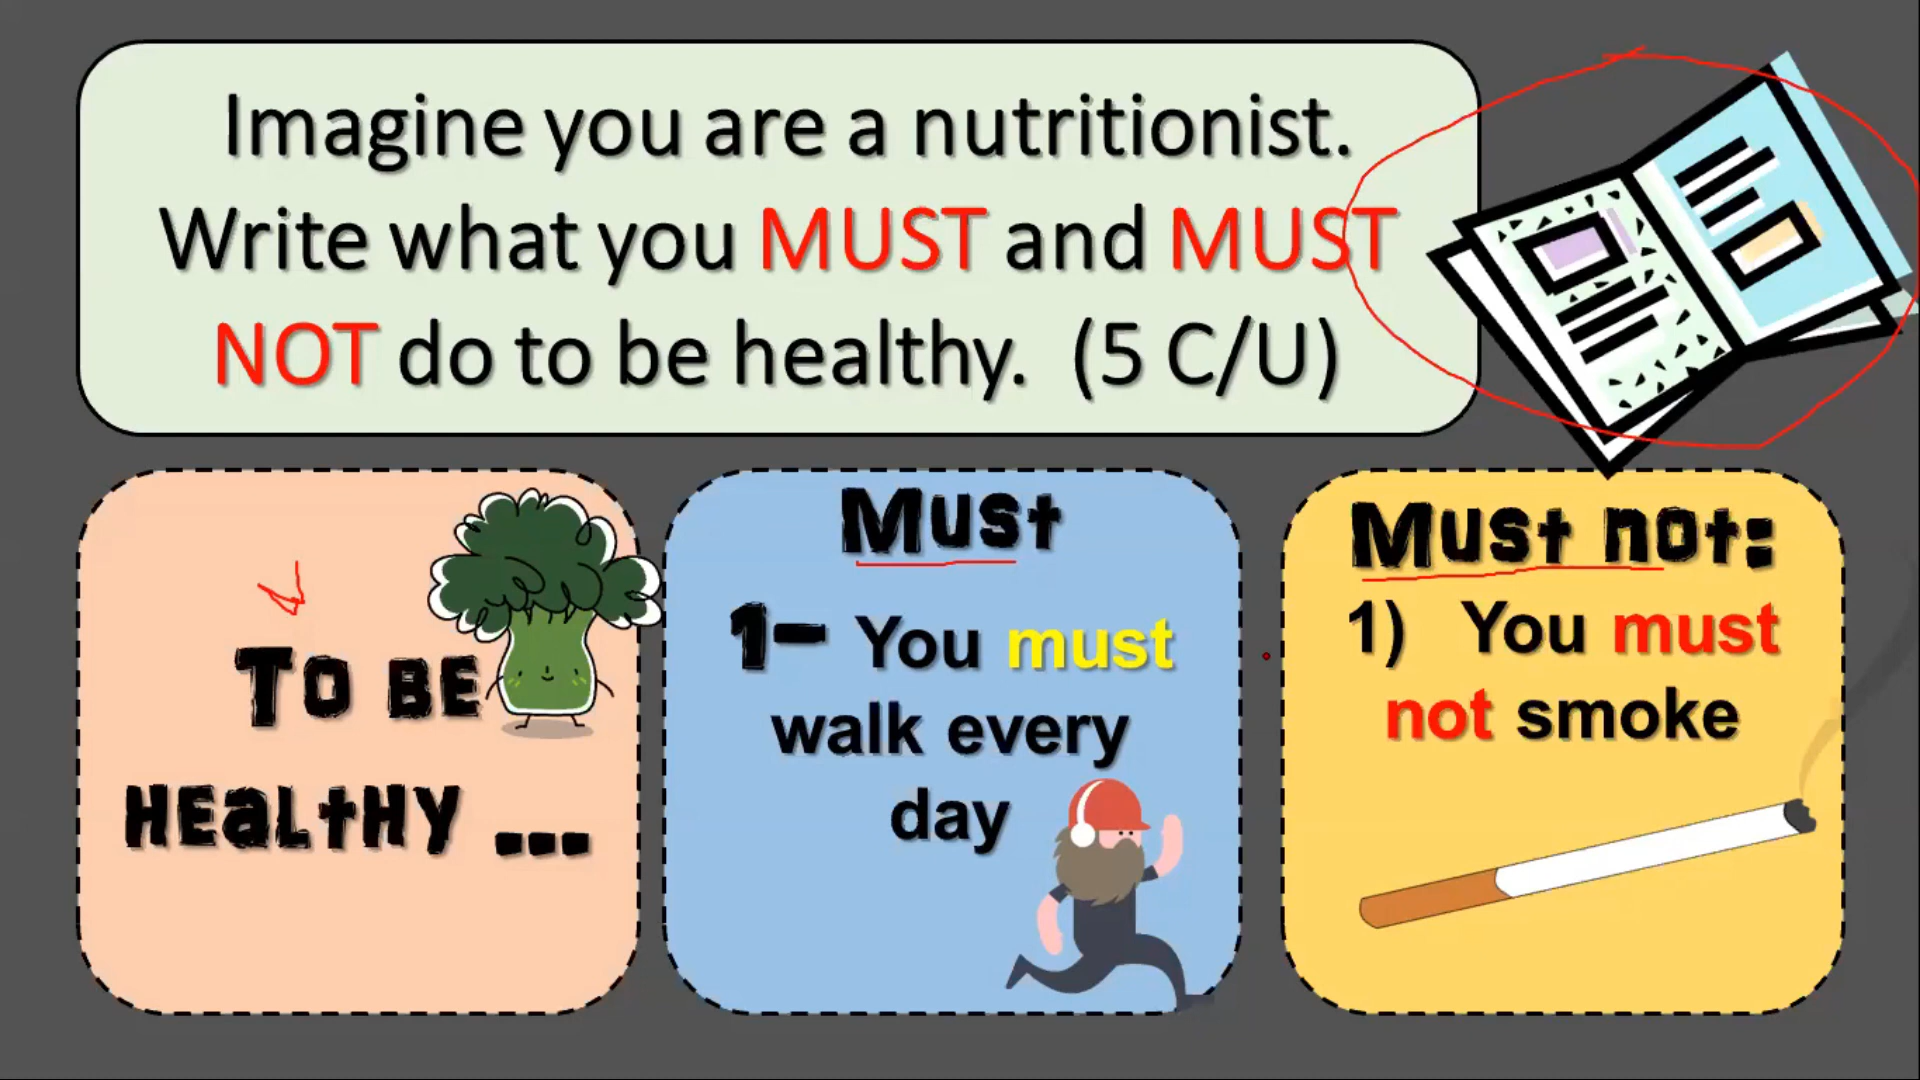 Imagine you are a nutritionist.
Write what you MUST and MUST
NOT do to be healthy. (5 C/U)
To be
healthy ...
Must
1- You must
walk every
day
Must not:
1) You must
not smoke